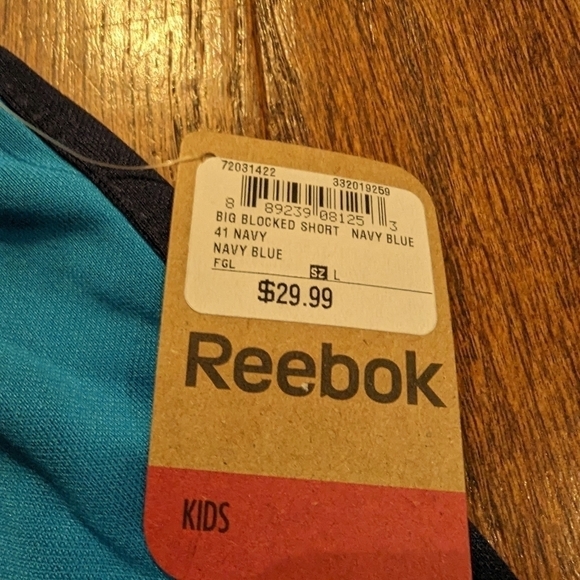 72031422 332019259
8 89239 08125 3
BIG BLOCKED SHORT NAVY BLUE
41 NAVY
NAVY BLUE
FGL SZ L
$29.99
Reebok
KIDS